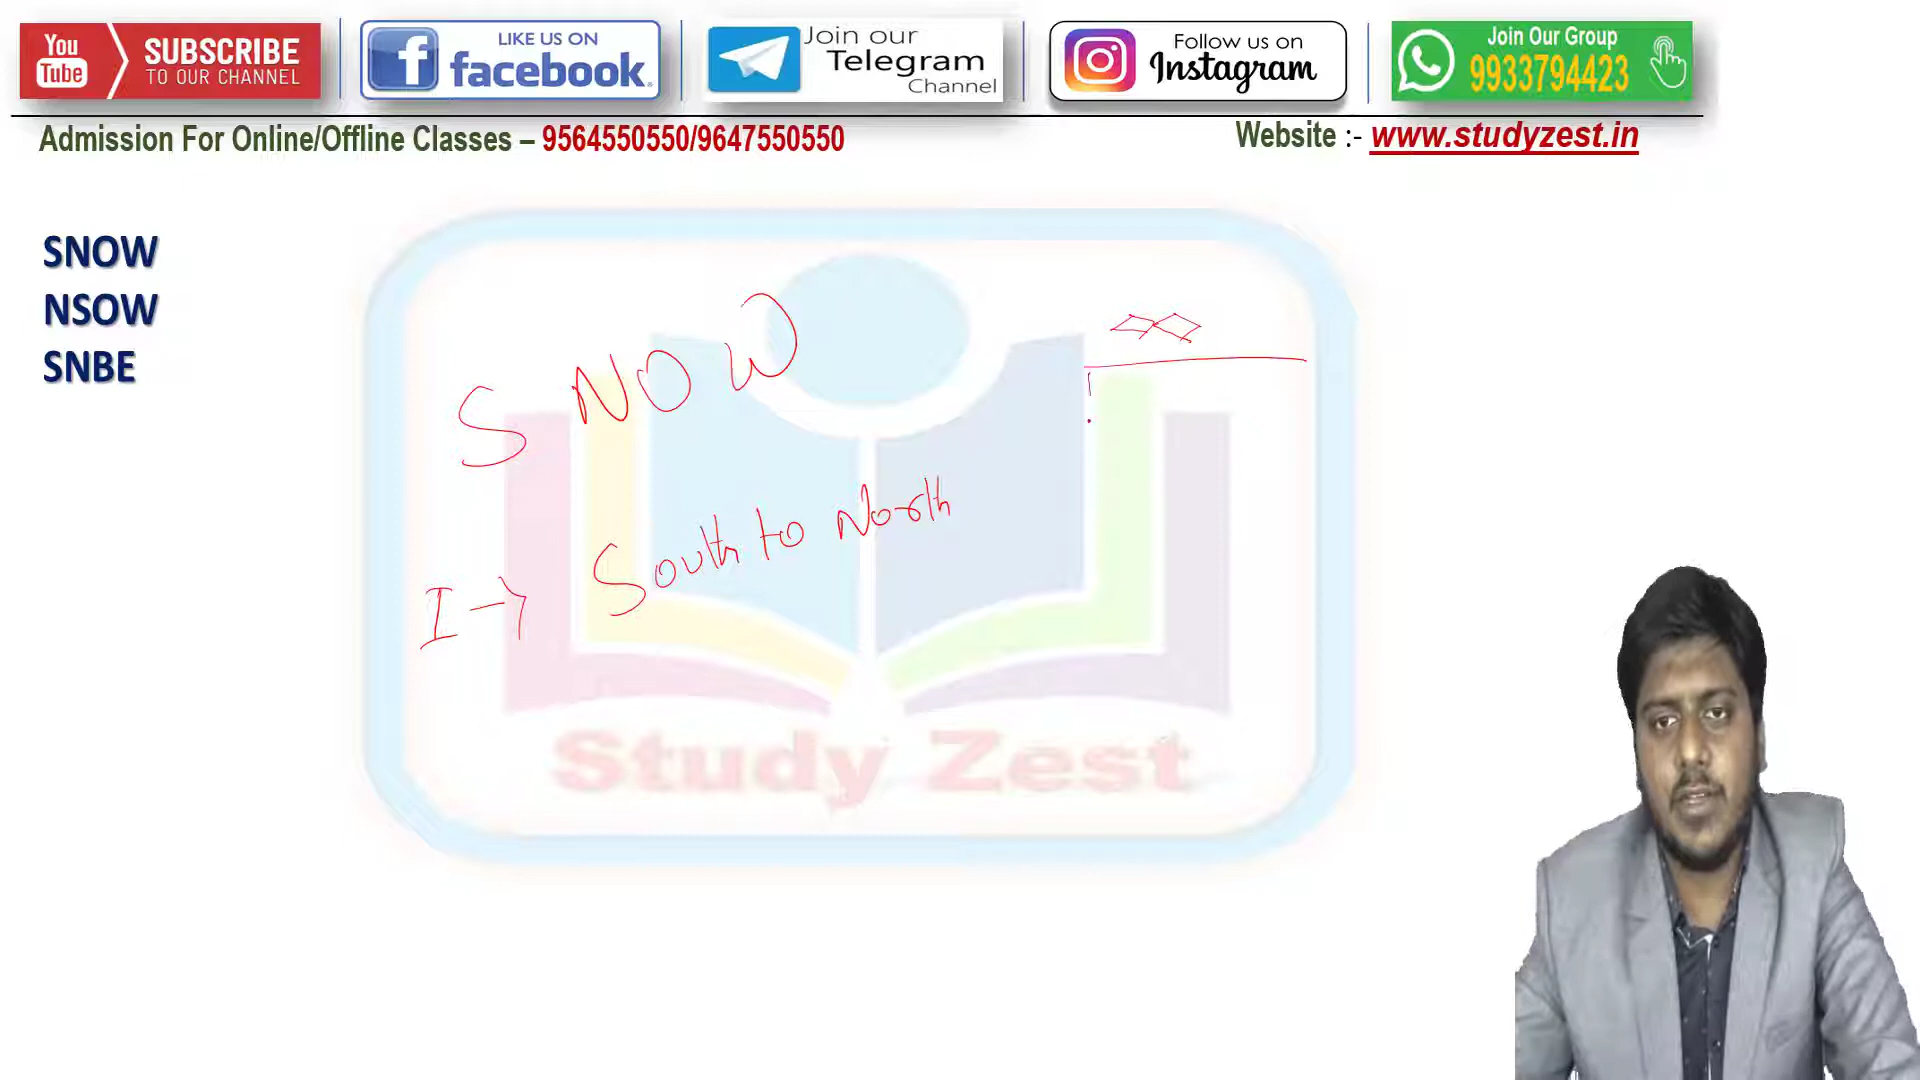 You Tube SUBSCRIBE TO OUR CHANNEL
LIKE US ON facebook.
Join our Telegram Channel
Follow us on Instagram
Join Our Group 9933794423
Admission For Online/Offline Classes – 9564550550/9647550550
Website :- www.studyzest.in
SNOW
NSOW
SNBE
SNOW
I → South to North
Study Zest